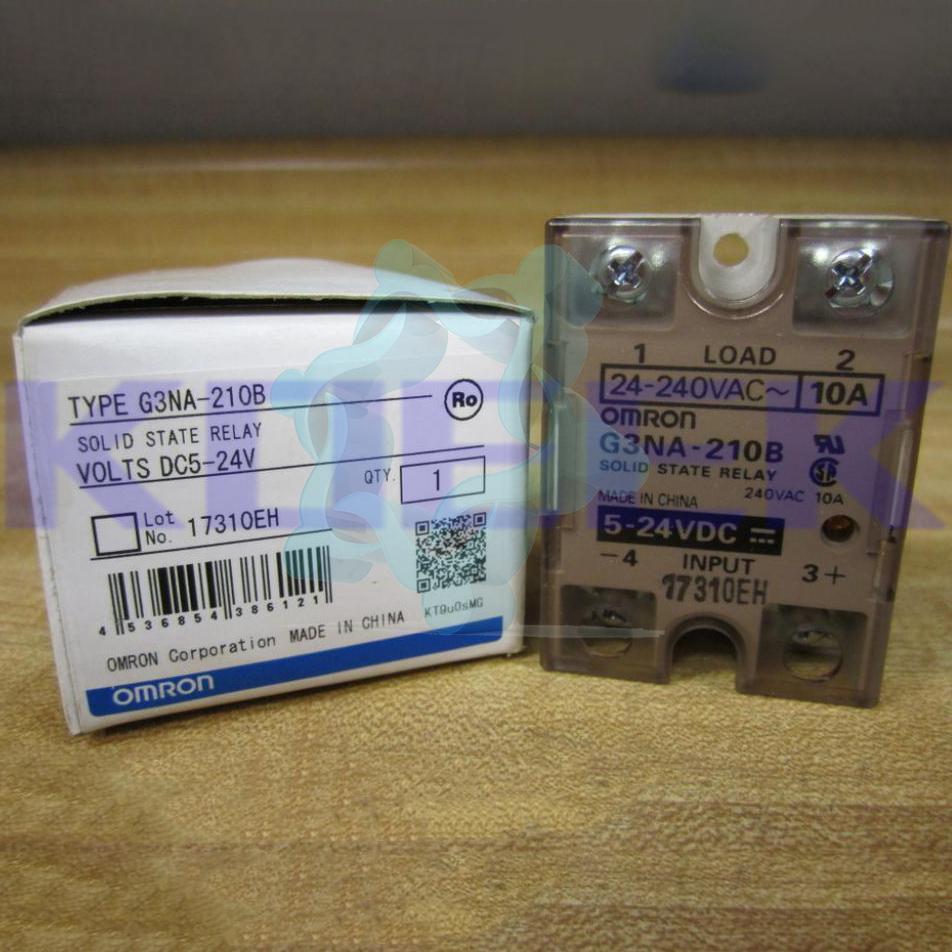 TYPE G3NA-210B
Ro
SOLID STATE RELAY
VOLTS DC5-24V
QTY. 1
Lot No. 17310EH
4 536854 386121
KT9u0sMG
OMRON Corporation MADE IN CHINA
OMRON
1 LOAD 2
24-240VAC~ 10A
OMRON
G3NA-210B
SOLID STATE RELAY
MADE IN CHINA 240VAC 10A
5-24VDC
-4 INPUT 3+
17310EH